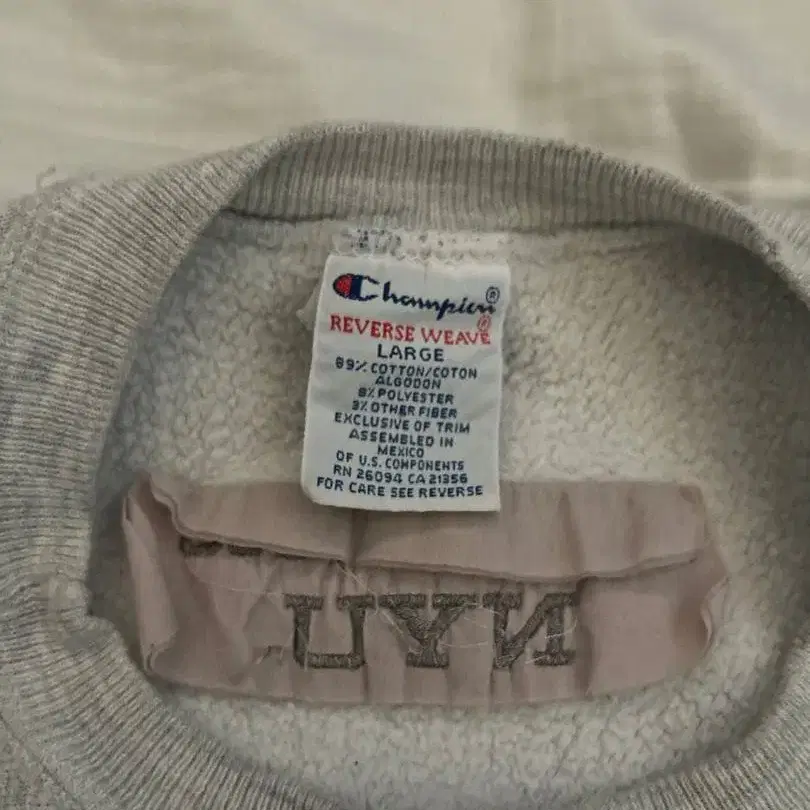 Champion®
REVERSE WEAVE®
LARGE
89% COTTON/COTON
ALGODON
8% POLYESTER
3% OTHER FIBER
EXCLUSIVE OF TRIM
ASSEMBLED IN
MEXICO
OF U.S. COMPONENTS
RN 26094 CA 21356
FOR CARE SEE REVERSE
NYU